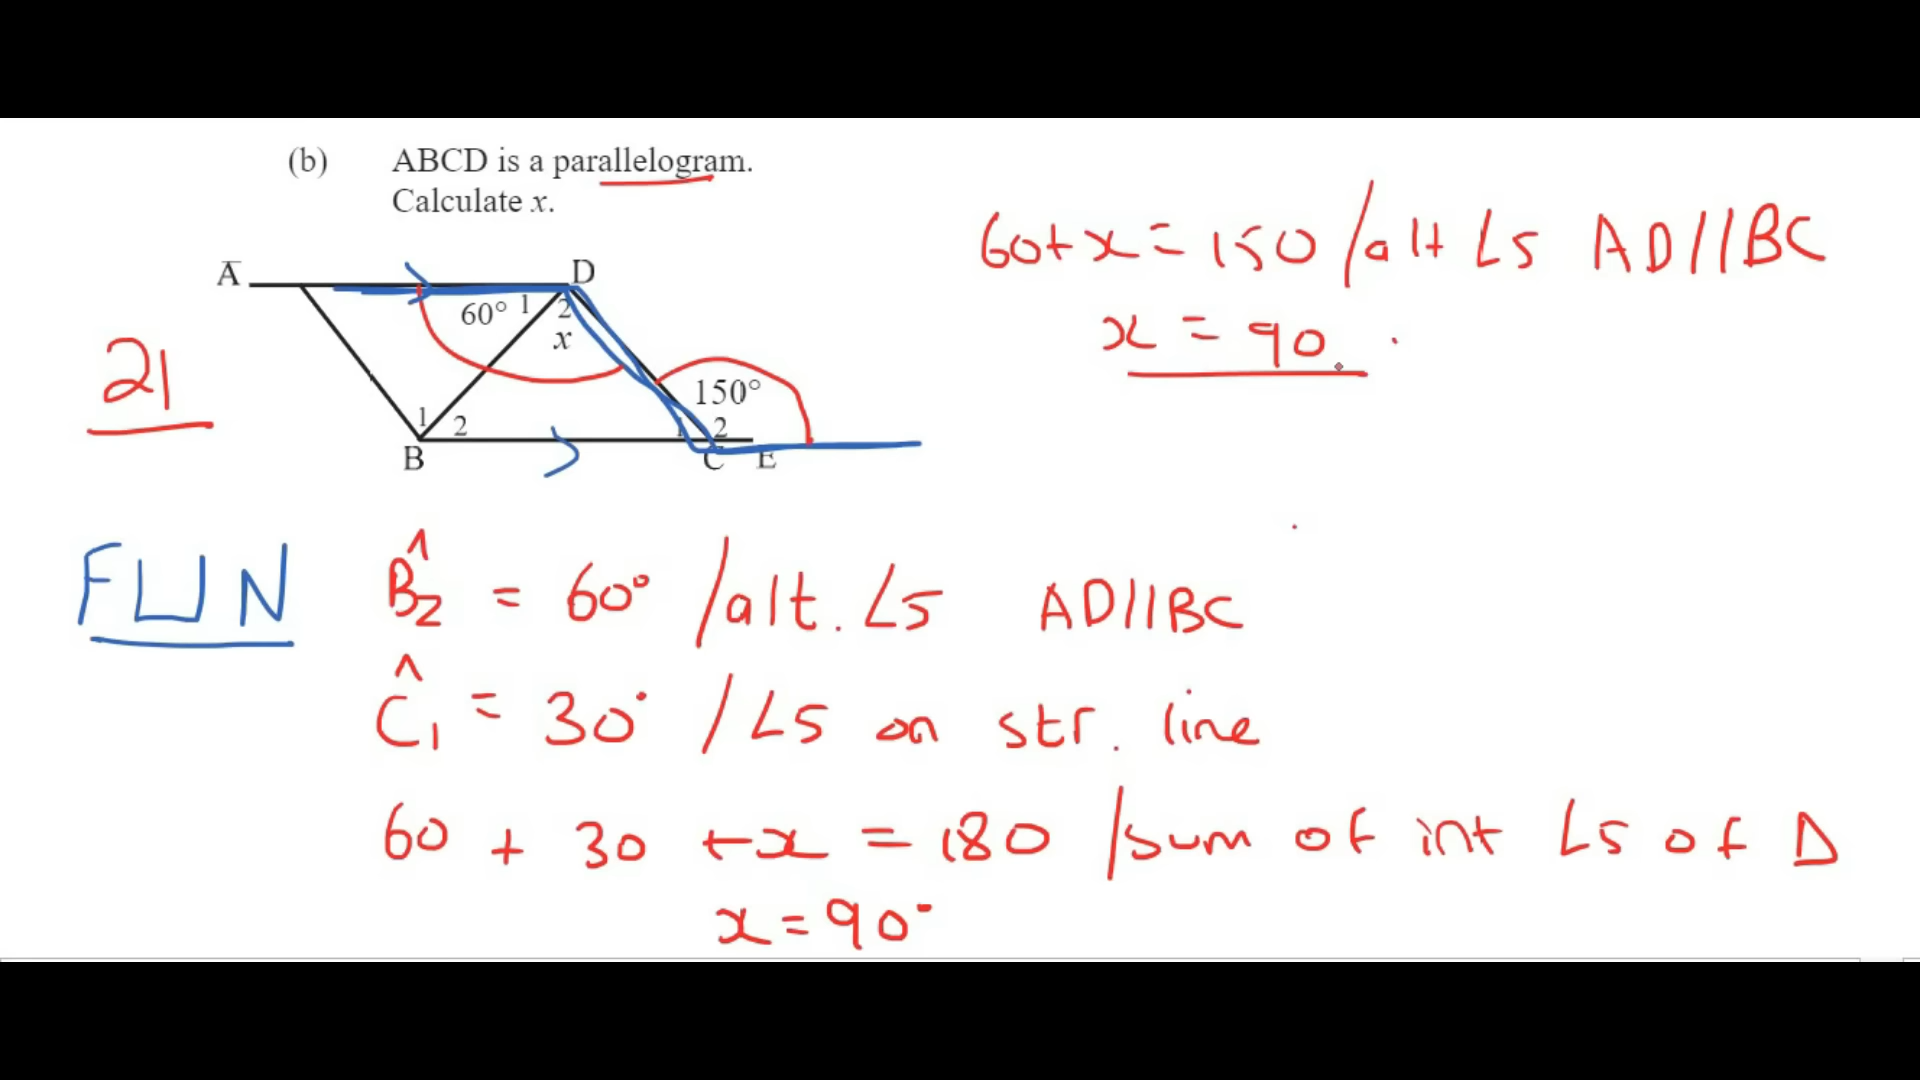 (b) ABCD is a parallelogram.
Calculate x.
60+x=150 /alt ∠s AD//BC
x = 90.
A D
60° 1 2
x
21
150°
1 2 1 2
B C E
FUN
B̂2 = 60° /alt. ∠s AD//BC
Ĉ1 = 30° /∠s on str. line
60 + 30 + x = 180 /sum of int ∠s of Δ
x = 90°